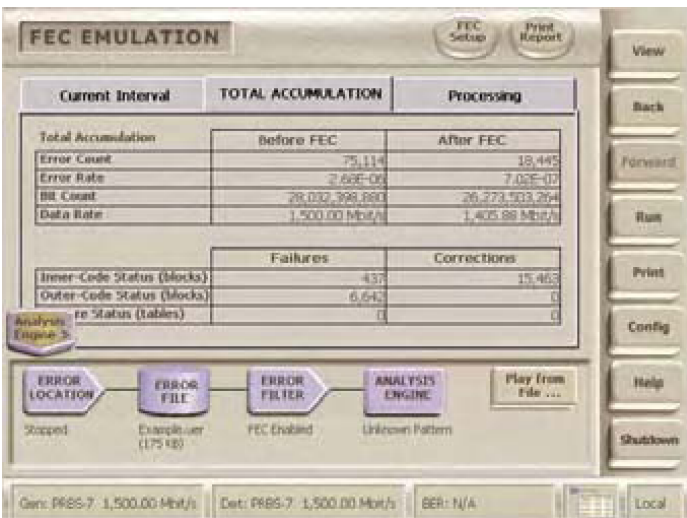 FEC EMULATION
FEC Setup
Print Report
View
Current Interval TOTAL ACCUMULATION Processing
Back
Total Accumulation Before FEC After FEC
Error Count 75,114 18,445
Error Rate 2.68E-06 7.02E-07
Bit Count 28,032,398,880 26,273,503,264
Data Rate 1,500.00 Mbit/s 1,405.88 Mbit/s
Forward
Run
Failures Corrections
Inner-Code Status (blocks) 437 15,463
Outer-Code Status (blocks) 6,642 0
re Status (tables) 0 0
Print
Analysis Engine >
Config
ERROR LOCATION
ERROR FILE
ERROR FILTER
ANALYSIS ENGINE
Play from File ...
Help
Stopped
Example.uer (175 KB)
FEC Enabled
Unknown Pattern
Shutdown
Gen: PRBS-7 1,500.00 Mbit/s Det: PRBS-7 1,500.00 Mbit/s BER: N/A Local